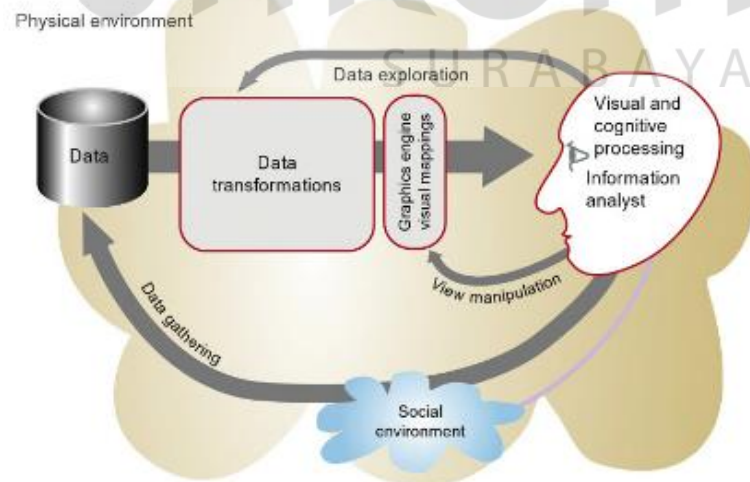 Physical environment
SURABAYA
Data exploration
Data
Data
transformations
Graphics engine
visual mappings
Visual and
cognitive
processing
Information
analyst
View manipulation
Data gathering
Social
environment